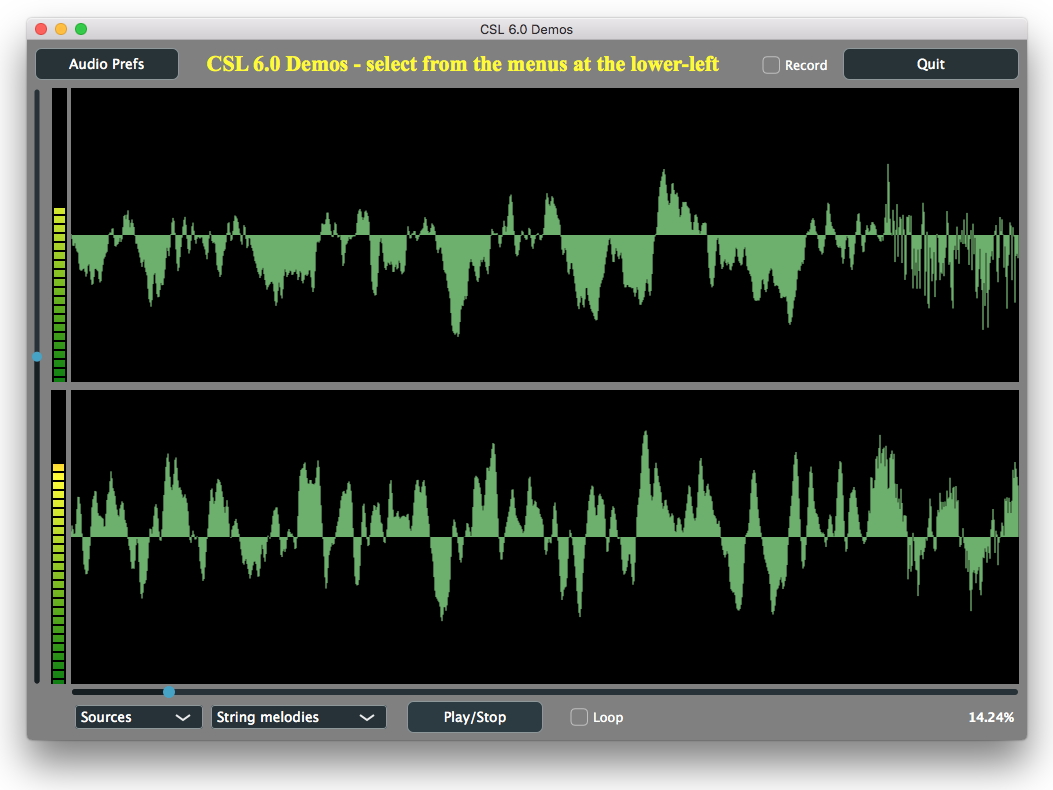 CSL 6.0 Demos
Audio Prefs
CSL 6.0 Demos - select from the menus at the lower-left
Record
Quit
Sources
String melodies
Play/Stop
Loop
14.24%